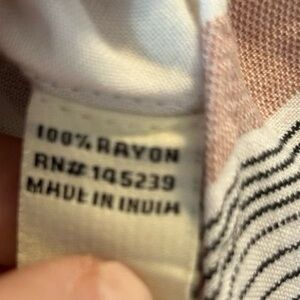 100% RAYON
RN# 145239
MADE IN INDIA